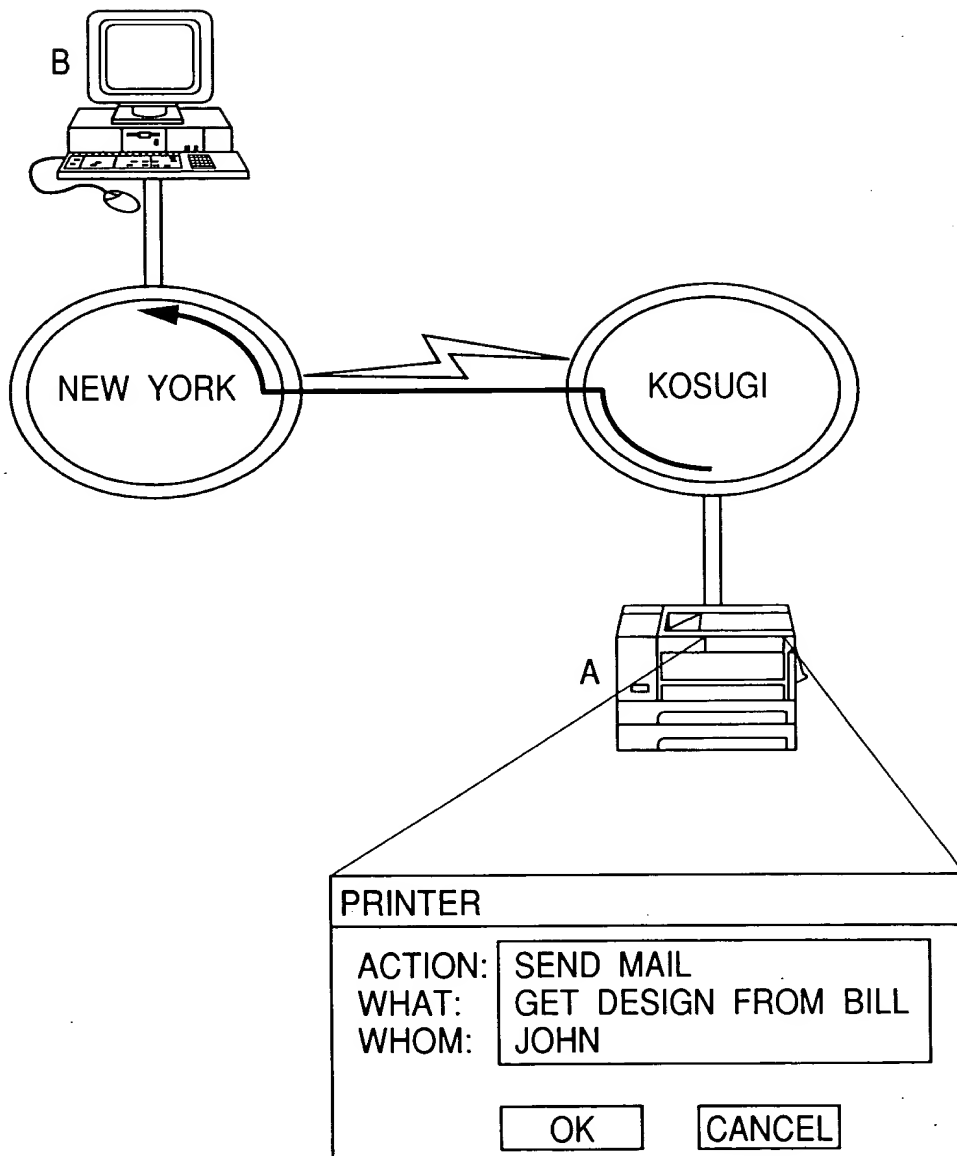 B
NEW YORK
KOSUGI
A
PRINTER
ACTION: SEND MAIL
WHAT: GET DESIGN FROM BILL
WHOM: JOHN
OK CANCEL